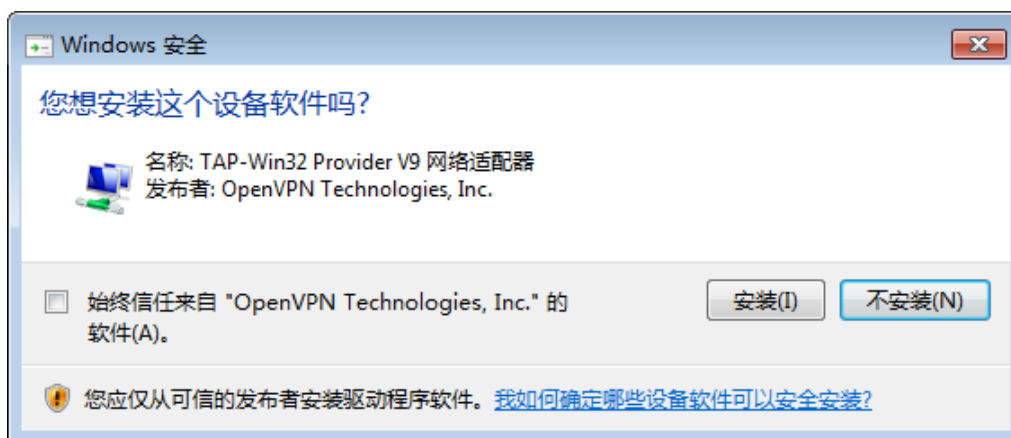 Windows 安全
您想安装这个设备软件吗?
名称: TAP-Win32 Provider V9 网络适配器
发布者: OpenVPN Technologies, Inc.
始终信任来自 "OpenVPN Technologies, Inc." 的
软件(A)。
安装(I)
不安装(N)
您应仅从可信的发布者安装驱动程序软件。我如何确定哪些设备软件可以安全安装?